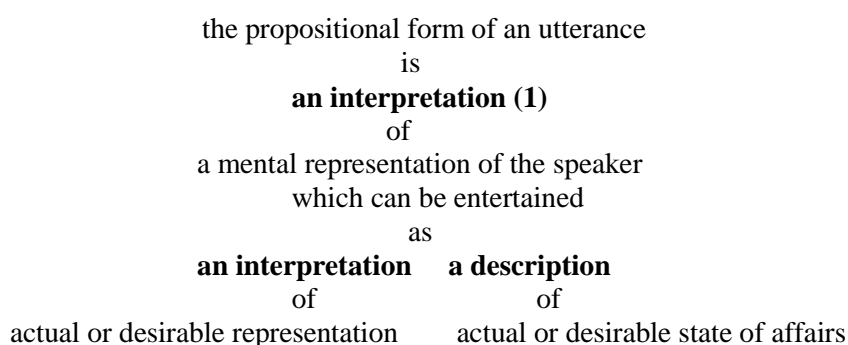 the propositional form of an utterance
is
an interpretation (1)
of
a mental representation of the speaker
which can be entertained
as
an interpretation a description
of of
actual or desirable representation actual or desirable state of affairs